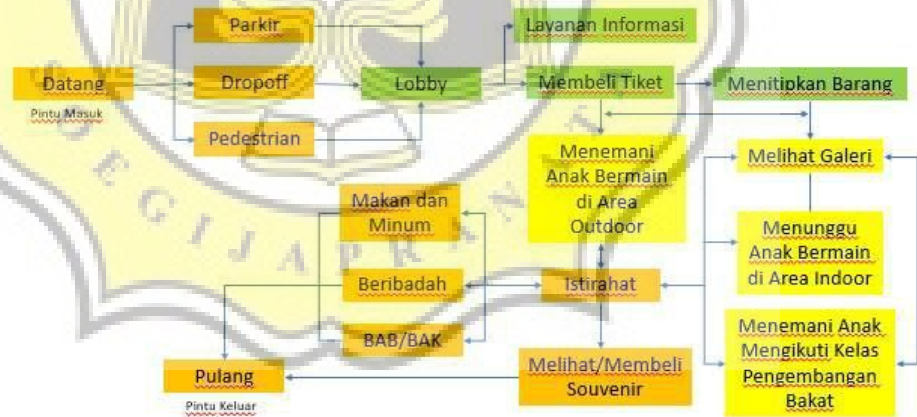 Parkir
Layanan Informasi
Datang
Dropoff
Lobby
Membeli Tiket
Menitipkan Barang
Pintu Masuk
Pedestrian
Menemani
Anak Bermain
di Area
Outdoor
Melihat Galeri
Makan dan
Minum
Menunggu
Anak Bermain
di Area Indoor
Beribadah
Istirahat
BAB/BAK
Menemani Anak
Mengikuti Kelas
Pengembangan
Bakat
Melihat/Membeli
Souvenir
Pulang
Pintu Keluar
SOEGIJAPRANATA